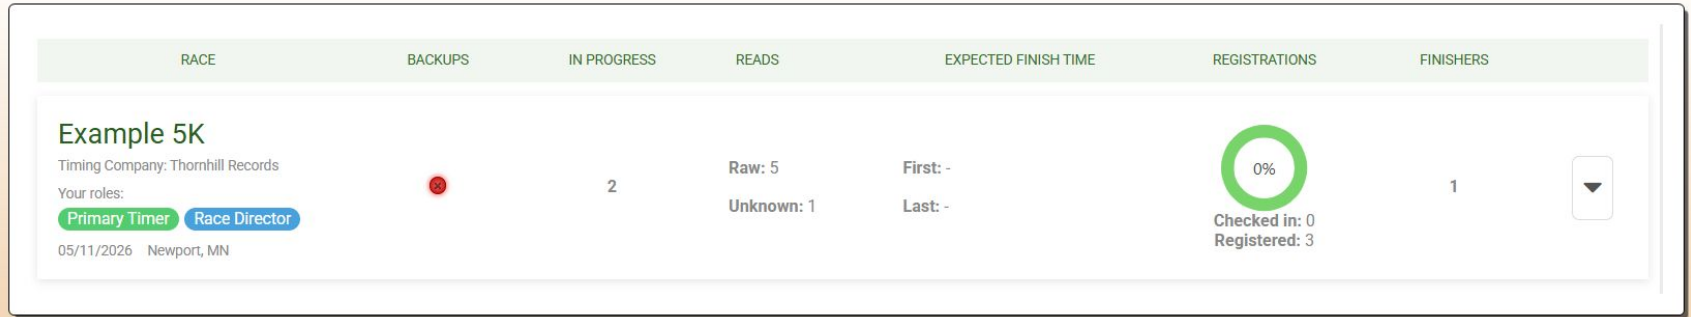 RACE BACKUPS IN PROGRESS READS EXPECTED FINISH TIME REGISTRATIONS FINISHERS
Example 5K
Timing Company: Thornhill Records
Your roles:
Primary Timer Race Director
05/11/2026 Newport, MN
2
Raw: 5
Unknown: 1
First: -
Last: -
0%
Checked in: 0
Registered: 3
1